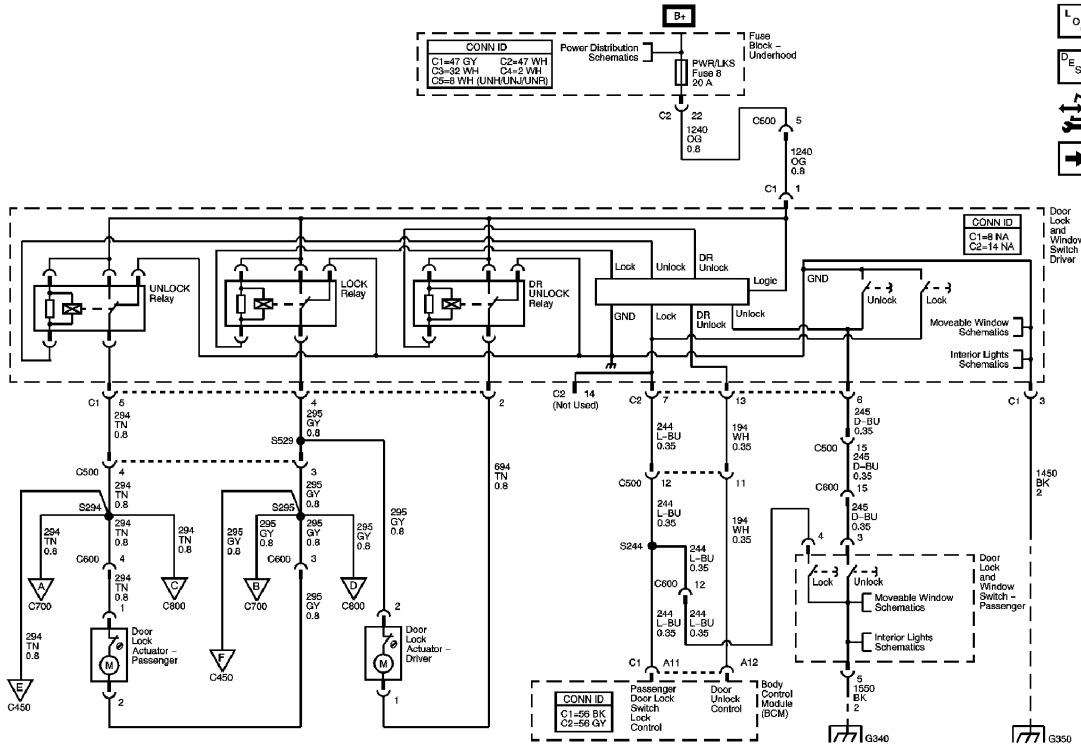 B+
Fuse
Block –
Underhood
CONN ID
C1=47 GY C2=47 WH
C3=32 WH C4=2 WH
C5=8 WH (UNH/UNJ/UNR)
Power Distribution
Schematics
PWR/LKS
Fuse 8
20 A
C2 22
1240
OG
0.8
C500 5
1240
OG
0.8
C1 1
L
O
D
E
S
Door
Lock
and
Window
Switch –
Driver
CONN ID
C1=8 NA
C2=14 NA
UNLOCK
Relay
LOCK
Relay
DR
UNLOCK
Relay
Lock
Unlock
DR
Unlock
Logic
GND
Lock
DR
Unlock
Unlock
GND
Unlock
Lock
Moveable Window
Schematics
Interior Lights
Schematics
C1 5
4
2
C2 14
(Not Used)
C2 7
13
6
C1 3
294
TN
0.8
295
GY
0.8
S529
694
TN
0.8
244
L–BU
0.35
194
WH
0.35
245
D–BU
0.35
C500 15
245
D–BU
0.35
C600 15
245
D–BU
0.35
1450
BK
2
C500 4
3
C500 12
11
294
TN
0.8
S294
295
GY
0.8
S295
295
GY
0.8
244
L–BU
0.35
S244
194
WH
0.35
294
TN
0.8
294
TN
0.8
294
TN
0.8
295
GY
0.8
295
GY
0.8
295
GY
0.8
295
GY
0.8
244
L–BU
0.35
C600 12
C600 4
C600 3
294
TN
0.8
295
GY
0.8
A
C700
C
C800
B
C700
D
C800
244
L–BU
0.35
244
L–BU
0.35
4
3
Lock
Unlock
Moveable Window
Schematics
Interior Lights
Schematics
Door
Lock
and
Window
Switch –
Passenger
1
2
294
TN
0.8
E
C450
M
Door
Lock
Actuator –
Passenger
2
F
C450
M
Door
Lock
Actuator –
Driver
1
C1 A11
A12
CONN ID
C1=56 BK
C2=56 GY
Passenger
Door Lock
Switch
Lock
Control
Door
Unlock
Control
Body
Control
Module
(BCM)
5
1550
BK
2
G340
G350